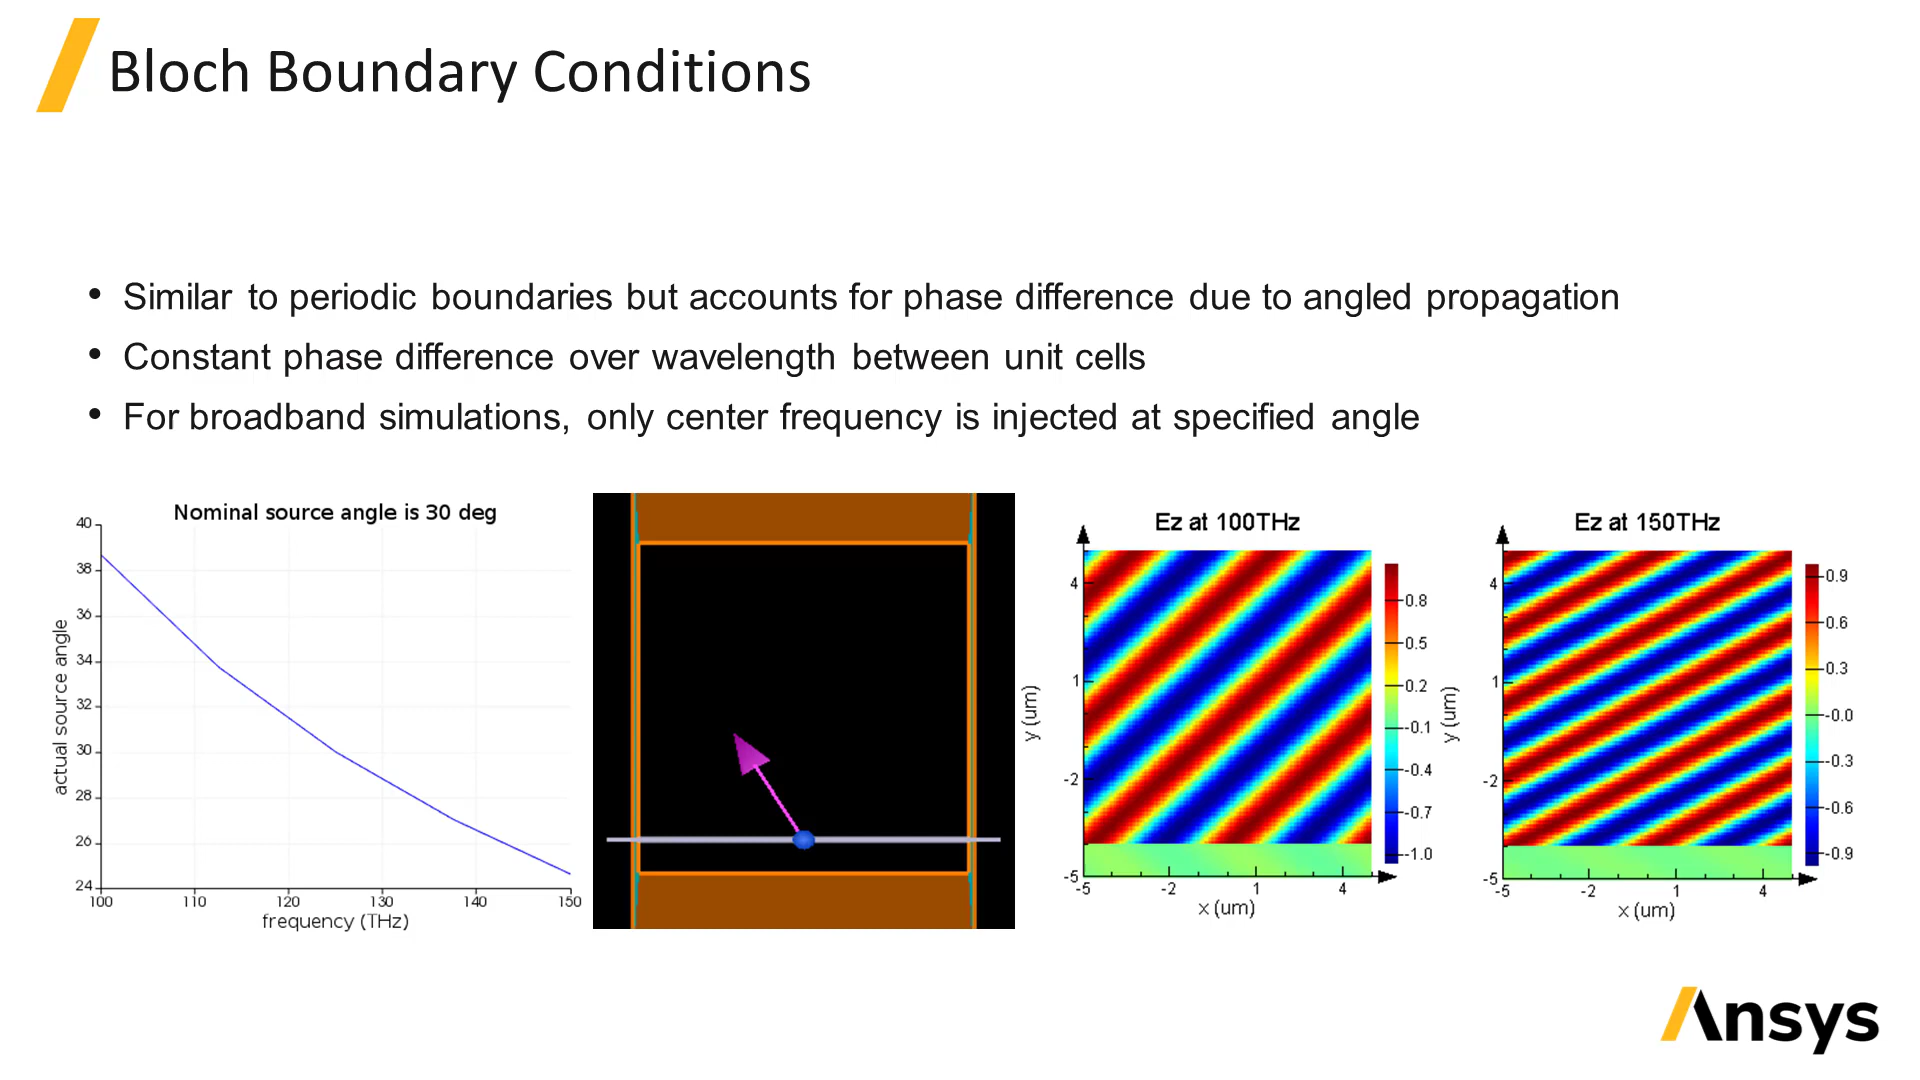 Bloch Boundary Conditions
• Similar to periodic boundaries but accounts for phase difference due to angled propagation
• Constant phase difference over wavelength between unit cells
• For broadband simulations, only center frequency is injected at specified angle
Nominal source angle is 30 deg
40
38
36
34
32
30
28
26
24
actual source angle
100 110 120 130 140 150
frequency (THz)
Ez at 100THz
4
1
-2
-5
y (um)
-5 -2 1 4
x (um)
0.8
0.5
0.2
-0.1
-0.4
-0.7
-1.0
Ez at 150THz
4
1
-2
-5
y (um)
-5 -2 1 4
x (um)
0.9
0.6
0.3
-0.0
-0.3
-0.6
-0.9
Ansys